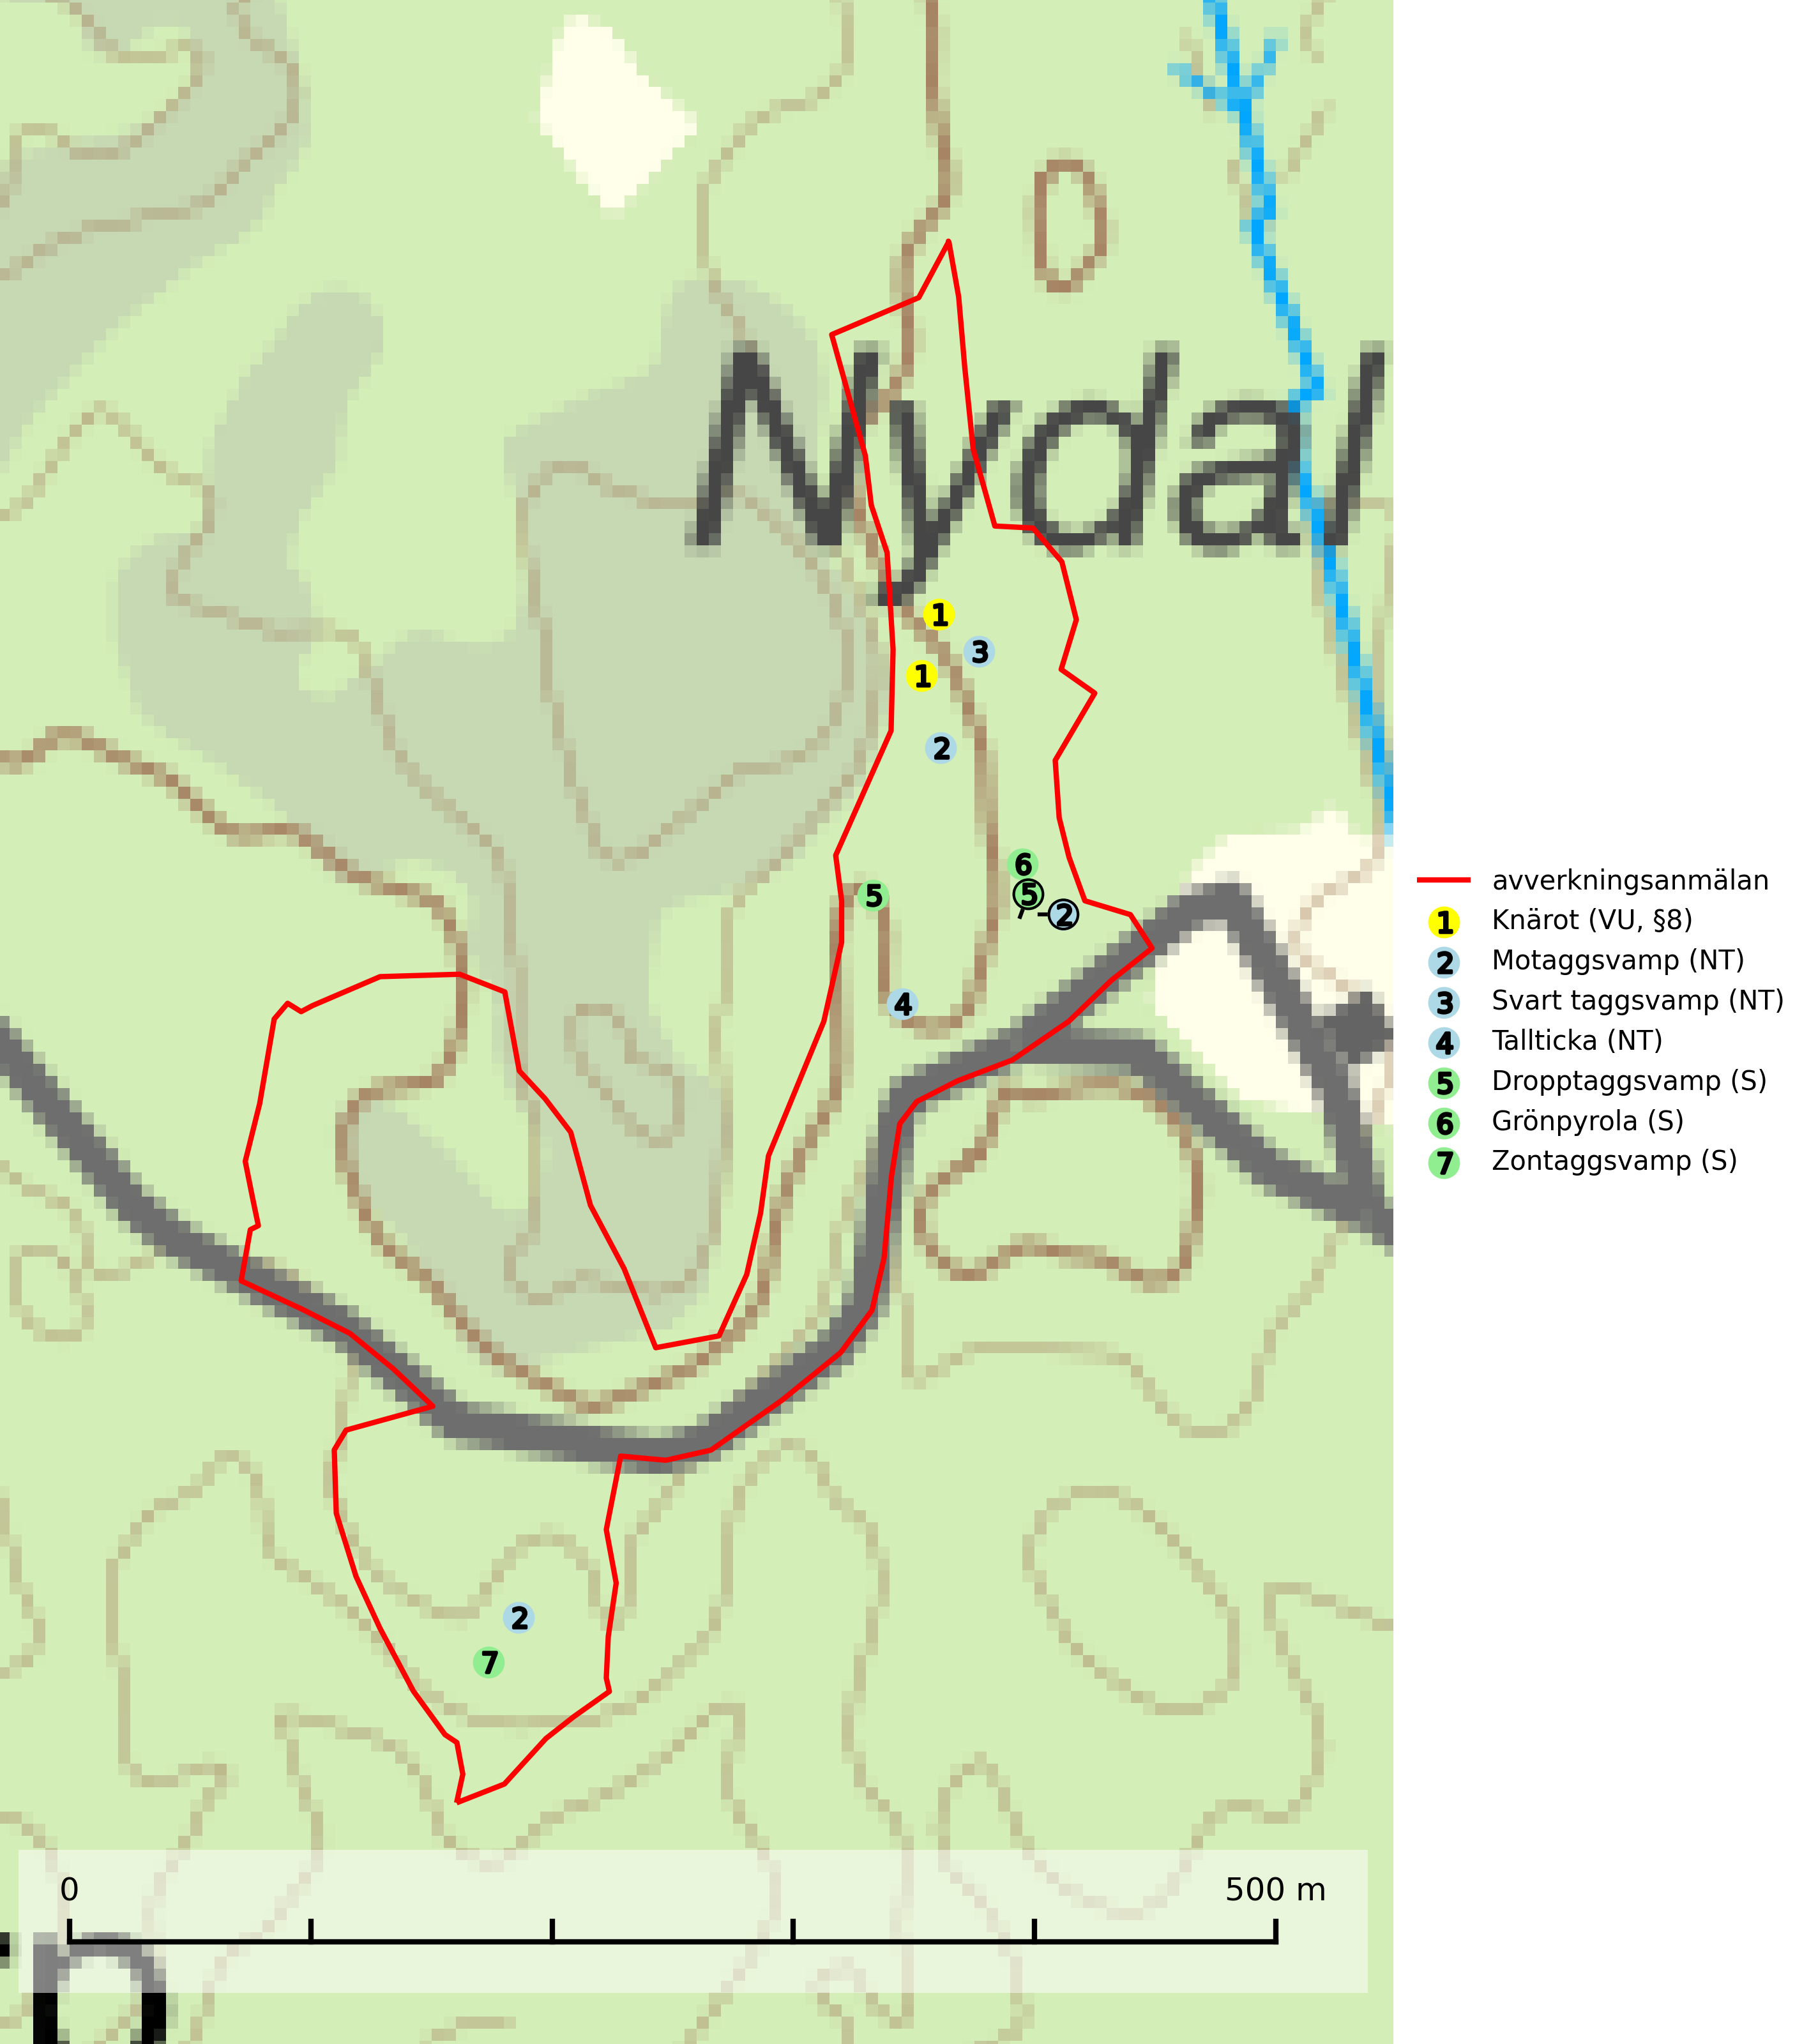 Nydal
1
3
1
2
6
5
5
2
4
2
7
0
500 m
n
avverkningsanmälan
1 Knärot (VU, §8)
2 Motaggsvamp (NT)
3 Svart taggsvamp (NT)
4 Tallticka (NT)
5 Dropptaggsvamp (S)
6 Grönpyrola (S)
7 Zontaggsvamp (S)